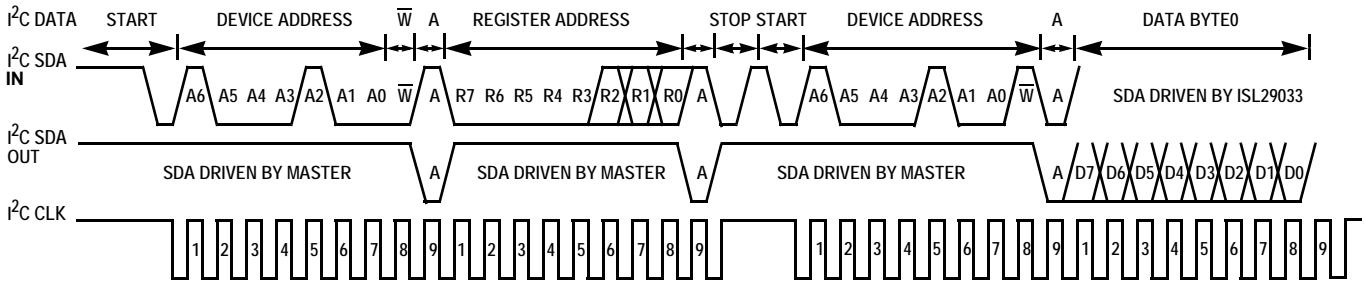 I²C DATA START DEVICE ADDRESS W̅ A REGISTER ADDRESS STOP START DEVICE ADDRESS A DATA BYTE0
I²C SDA
IN
A6 A5 A4 A3 A2 A1 A0 W̅ A R7 R6 R5 R4 R3 R2 R1 R0 A A6 A5 A4 A3 A2 A1 A0 W̅ A SDA DRIVEN BY ISL29033
I²C SDA
OUT
SDA DRIVEN BY MASTER A SDA DRIVEN BY MASTER A SDA DRIVEN BY MASTER A D7 D6 D5 D4 D3 D2 D1 D0
I²C CLK
1 2 3 4 5 6 7 8 9 1 2 3 4 5 6 7 8 9 1 2 3 4 5 6 7 8 9 1 2 3 4 5 6 7 8 9